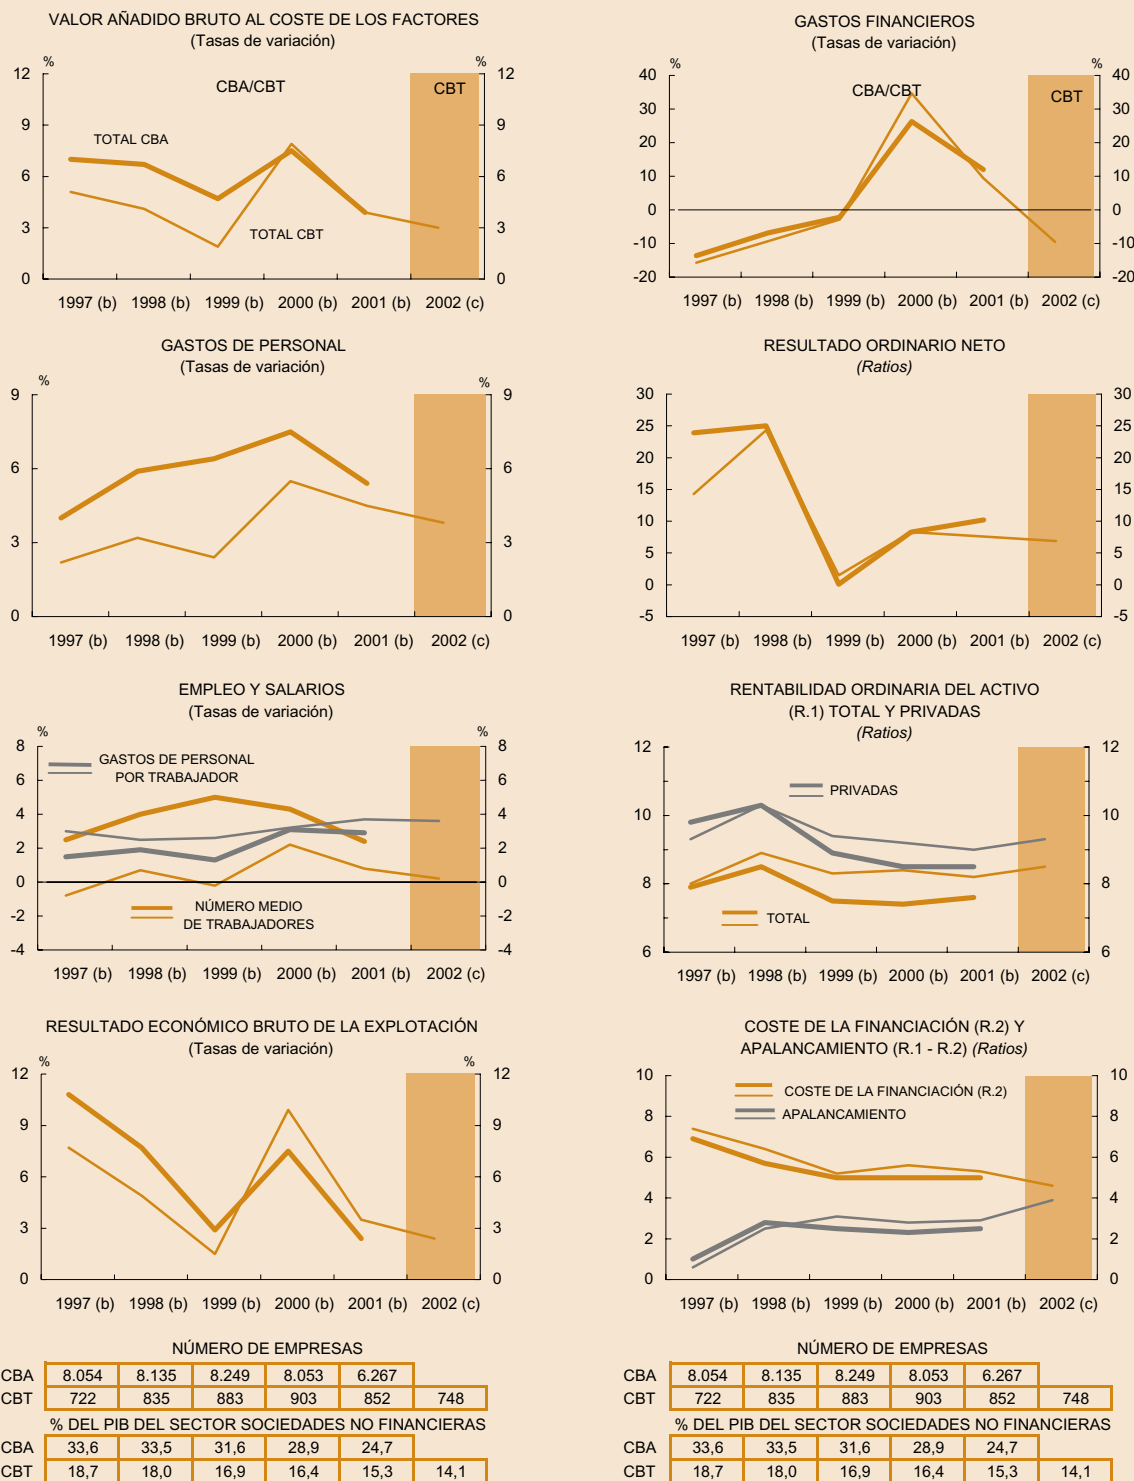 VALOR AÑADIDO BRUTO AL COSTE DE LOS FACTORES
(Tasas de variación)
% %
12 12
CBA/CBT CBT
9 9
TOTAL CBA
6 6
3 3
TOTAL CBT
0 0
1997 (b) 1998 (b) 1999 (b) 2000 (b) 2001 (b) 2002 (c)
GASTOS FINANCIEROS
(Tasas de variación)
% %
40 40
CBA/CBT CBT
30 30
20 20
10 10
0 0
-10 -10
-20 -20
1997 (b) 1998 (b) 1999 (b) 2000 (b) 2001 (b) 2002 (c)
GASTOS DE PERSONAL
(Tasas de variación)
% %
9 9
6 6
3 3
0 0
1997 (b) 1998 (b) 1999 (b) 2000 (b) 2001 (b) 2002 (c)
RESULTADO ORDINARIO NETO
(Ratios)
30 30
25 25
20 20
15 15
10 10
5 5
0 0
-5 -5
1997 (b) 1998 (b) 1999 (b) 2000 (b) 2001 (b) 2002 (c)
EMPLEO Y SALARIOS
(Tasas de variación)
% %
8 8
GASTOS DE PERSONAL
POR TRABAJADOR
6 6
4 4
2 2
0 0
NÚMERO MEDIO
DE TRABAJADORES
-2 -2
-4 -4
1997 (b) 1998 (b) 1999 (b) 2000 (b) 2001 (b) 2002 (c)
RENTABILIDAD ORDINARIA DEL ACTIVO
(R.1) TOTAL Y PRIVADAS
(Ratios)
12 12
PRIVADAS
10 10
8 8
TOTAL
6 6
1997 (b) 1998 (b) 1999 (b) 2000 (b) 2001 (b) 2002 (c)
RESULTADO ECONÓMICO BRUTO DE LA EXPLOTACIÓN
(Tasas de variación)
% %
12 12
9 9
6 6
3 3
0 0
1997 (b) 1998 (b) 1999 (b) 2000 (b) 2001 (b) 2002 (c)
COSTE DE LA FINANCIACIÓN (R.2) Y
APALANCAMIENTO (R.1 - R.2) (Ratios)
10 10
COSTE DE LA FINANCIACIÓN (R.2)
APALANCAMIENTO
8 8
6 6
4 4
2 2
0 0
1997 (b) 1998 (b) 1999 (b) 2000 (b) 2001 (b) 2002 (c)
NÚMERO DE EMPRESAS
CBA 8.054 8.135 8.249 8.053 6.267
CBT 722 835 883 903 852 748
% DEL PIB DEL SECTOR SOCIEDADES NO FINANCIERAS
CBA 33,6 33,5 31,6 28,9 24,7
CBT 18,7 18,0 16,9 16,4 15,3 14,1
NÚMERO DE EMPRESAS
CBA 8.054 8.135 8.249 8.053 6.267
CBT 722 835 883 903 852 748
% DEL PIB DEL SECTOR SOCIEDADES NO FINANCIERAS
CBA 33,6 33,5 31,6 28,9 24,7
CBT 18,7 18,0 16,9 16,4 15,3 14,1